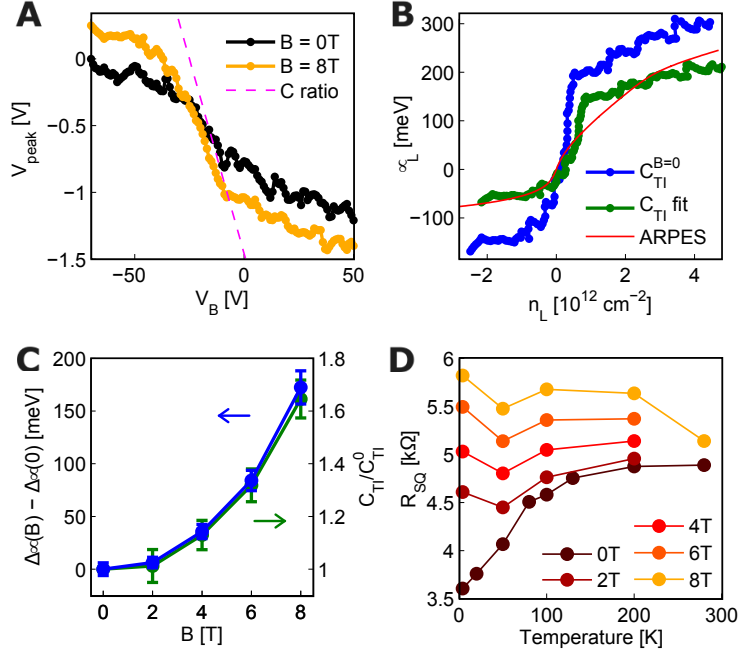 A
0
−0.5
−1.0
−1.5
V_peak [V]
−50
0
50
V_B [V]
B = 0T
B = 8T
C ratio
B
300
200
100
0
−100
∝_L [meV]
−2
0
2
4
n_L [10^12 cm^−2]
C_TI^B=0
C_TI fit
ARPES
C
200
150
100
50
0
Δ∝(B) − Δ∝(0) [meV]
1.8
1.6
1.4
1.2
1
C_TI/C_TI^0
0
2
4
6
8
B [T]
D
6
5.5
5
4.5
4
3.5
R_SQ [kΩ]
0
100
200
300
Temperature [K]
0T
2T
4T
6T
8T